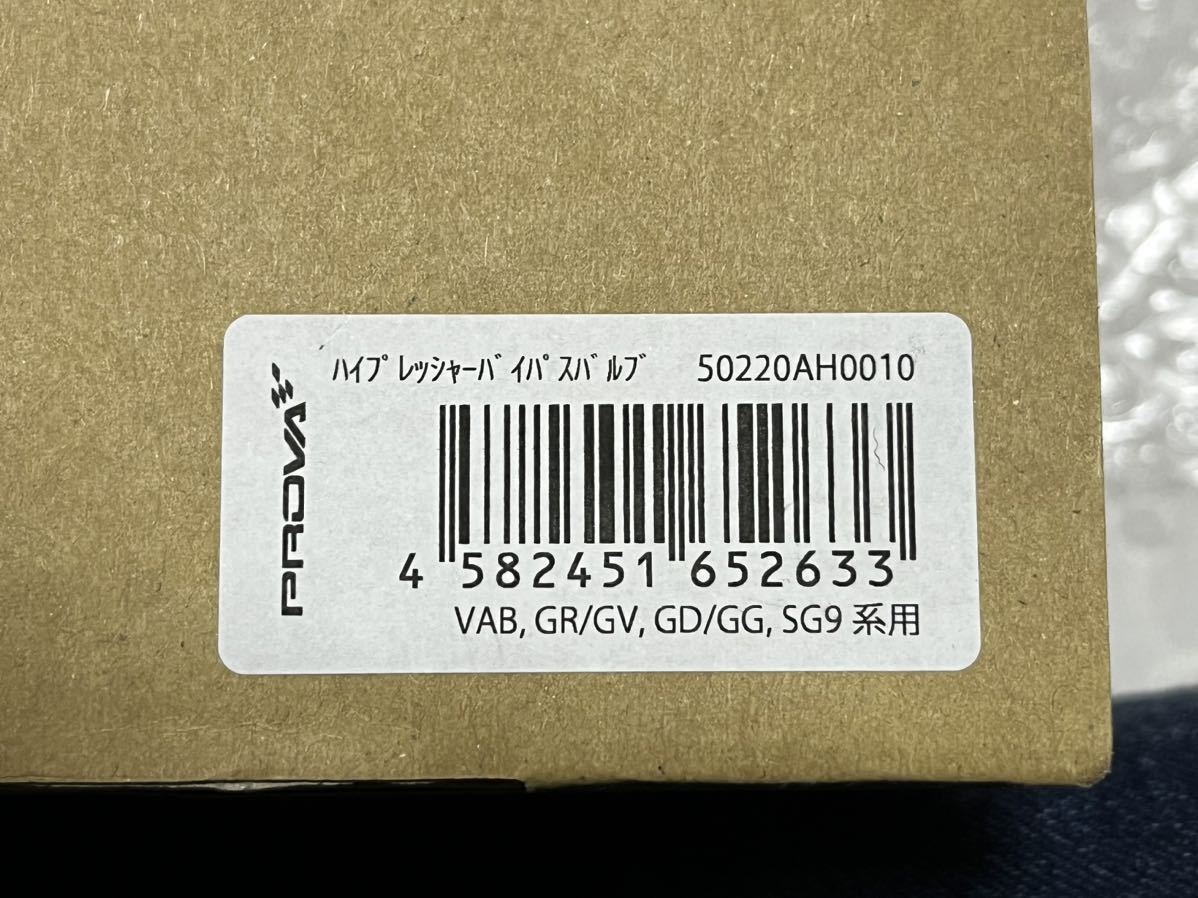 ﾊｲﾌﾟﾚｯｼｬｰﾊﾞｲﾊﾟｽﾊﾞﾙﾌﾞ 50220AH0010
PROVA
4 582451 652633
VAB, GR/GV, GD/GG, SG9 系用